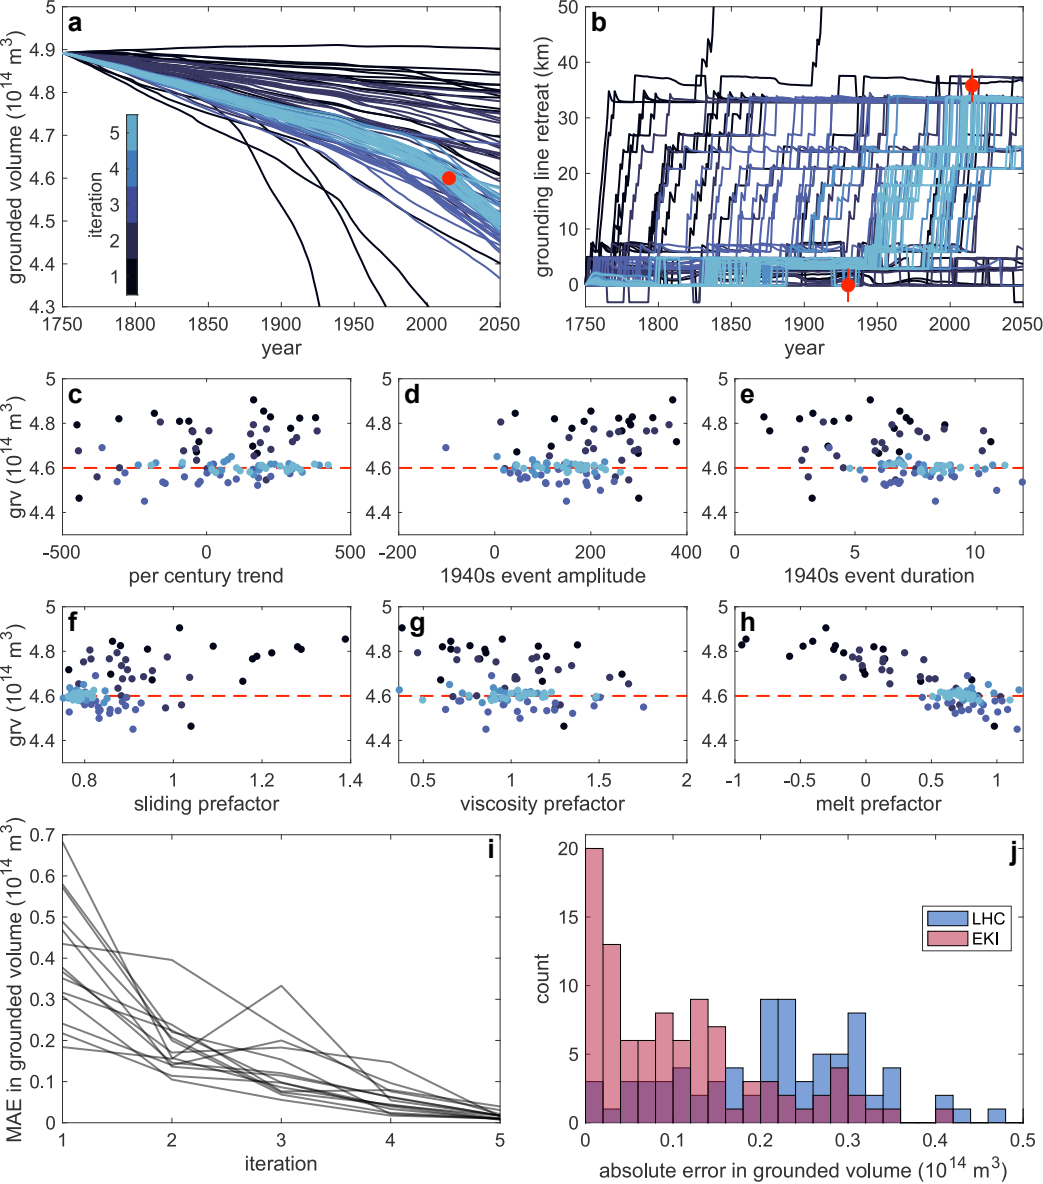 a
grounded volume (10^14 m^3)
4.9
4.8
4.7
4.6
4.5
4.4
4.3
iteration
5
4
3
2
1
1750 1800 1850 1900 1950 2000 2050
year
b
grounding line retreat (km)
50
40
30
20
10
0
1750 1800 1850 1900 1950 2000 2050
year
c
grv (10^14 m^3)
5
4.8
4.6
4.4
-500 0 500
per century trend
d
5
4.8
4.6
4.4
-200 0 200 400
1940s event amplitude
e
5
4.8
4.6
4.4
0 5 10
1940s event duration
f
grv (10^14 m^3)
5
4.8
4.6
4.4
0.8 1 1.2 1.4
sliding prefactor
g
5
4.8
4.6
4.4
0.5 1 1.5 2
viscosity prefactor
h
5
4.8
4.6
4.4
-1 -0.5 0 0.5 1
melt prefactor
i
MAE in grounded volume (10^14 m^3)
0.7
0.6
0.5
0.4
0.3
0.2
0.1
0
1 2 3 4 5
iteration
j
count
20
15
10
5
0
LHC
EKI
0 0.1 0.2 0.3 0.4 0.5
absolute error in grounded volume (10^14 m^3)